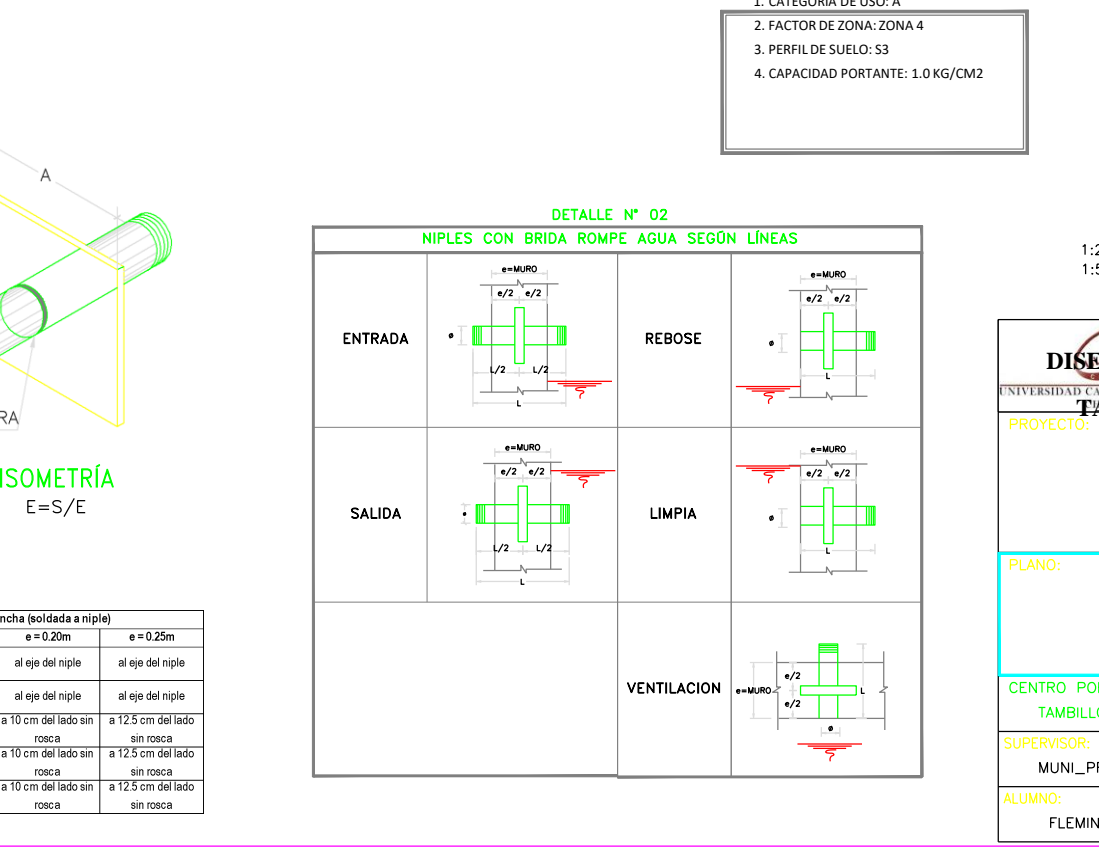 1. CATEGORIA DE USO: A
2. FACTOR DE ZONA: ZONA 4
3. PERFIL DE SUELO: S3
4. CAPACIDAD PORTANTE: 1.0 KG/CM2
A
RA
ISOMETRÍA
E=S/E
DETALLE N° 02
NIPLES CON BRIDA ROMPE AGUA SEGÚN LÍNEAS
ENTRADA
e=MURO
e/2 e/2
ø
L/2 L/2
L
REBOSE
e=MURO
e/2 e/2
ø
L
SALIDA
e=MURO
e/2 e/2
L/2 L/2
L
LIMPIA
e=MURO
e/2 e/2
ø
L
VENTILACION
e=MURO
e/2
e/2
L
ø
ncha (soldada a niple)
e = 0.20m e = 0.25m
al eje del niple al eje del niple
al eje del niple al eje del niple
a 10 cm del lado sin rosca a 12.5 cm del lado sin rosca
a 10 cm del lado sin rosca a 12.5 cm del lado sin rosca
a 10 cm del lado sin rosca a 12.5 cm del lado sin rosca
1:2
1:5
DISE
UNIVERSIDAD CA
TA
PROYECTO:
PLANO:
CENTRO PO
TAMBILLO
SUPERVISOR:
MUNI_PR
ALUMNO:
FLEMIN